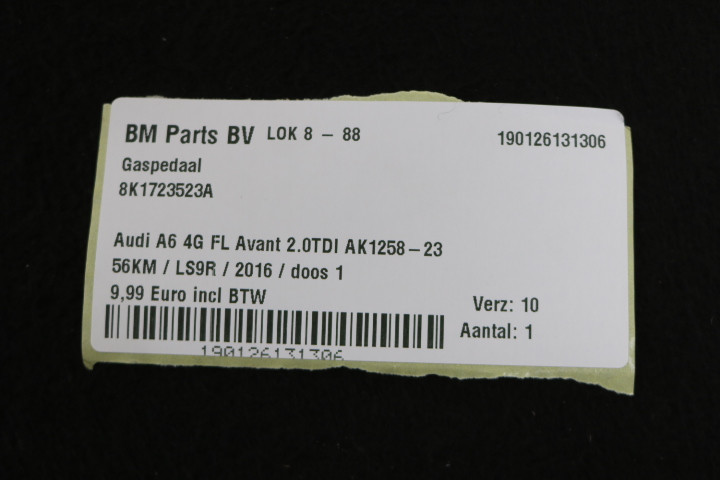 BM Parts BV LOK 8 - 88 190126131306
Gaspedaal
8K1723523A
Audi A6 4G FL Avant 2.0TDI AK1258-23
56KM / LS9R / 2016 / doos 1
9,99 Euro incl BTW
Verz: 10
Aantal: 1
190126131306